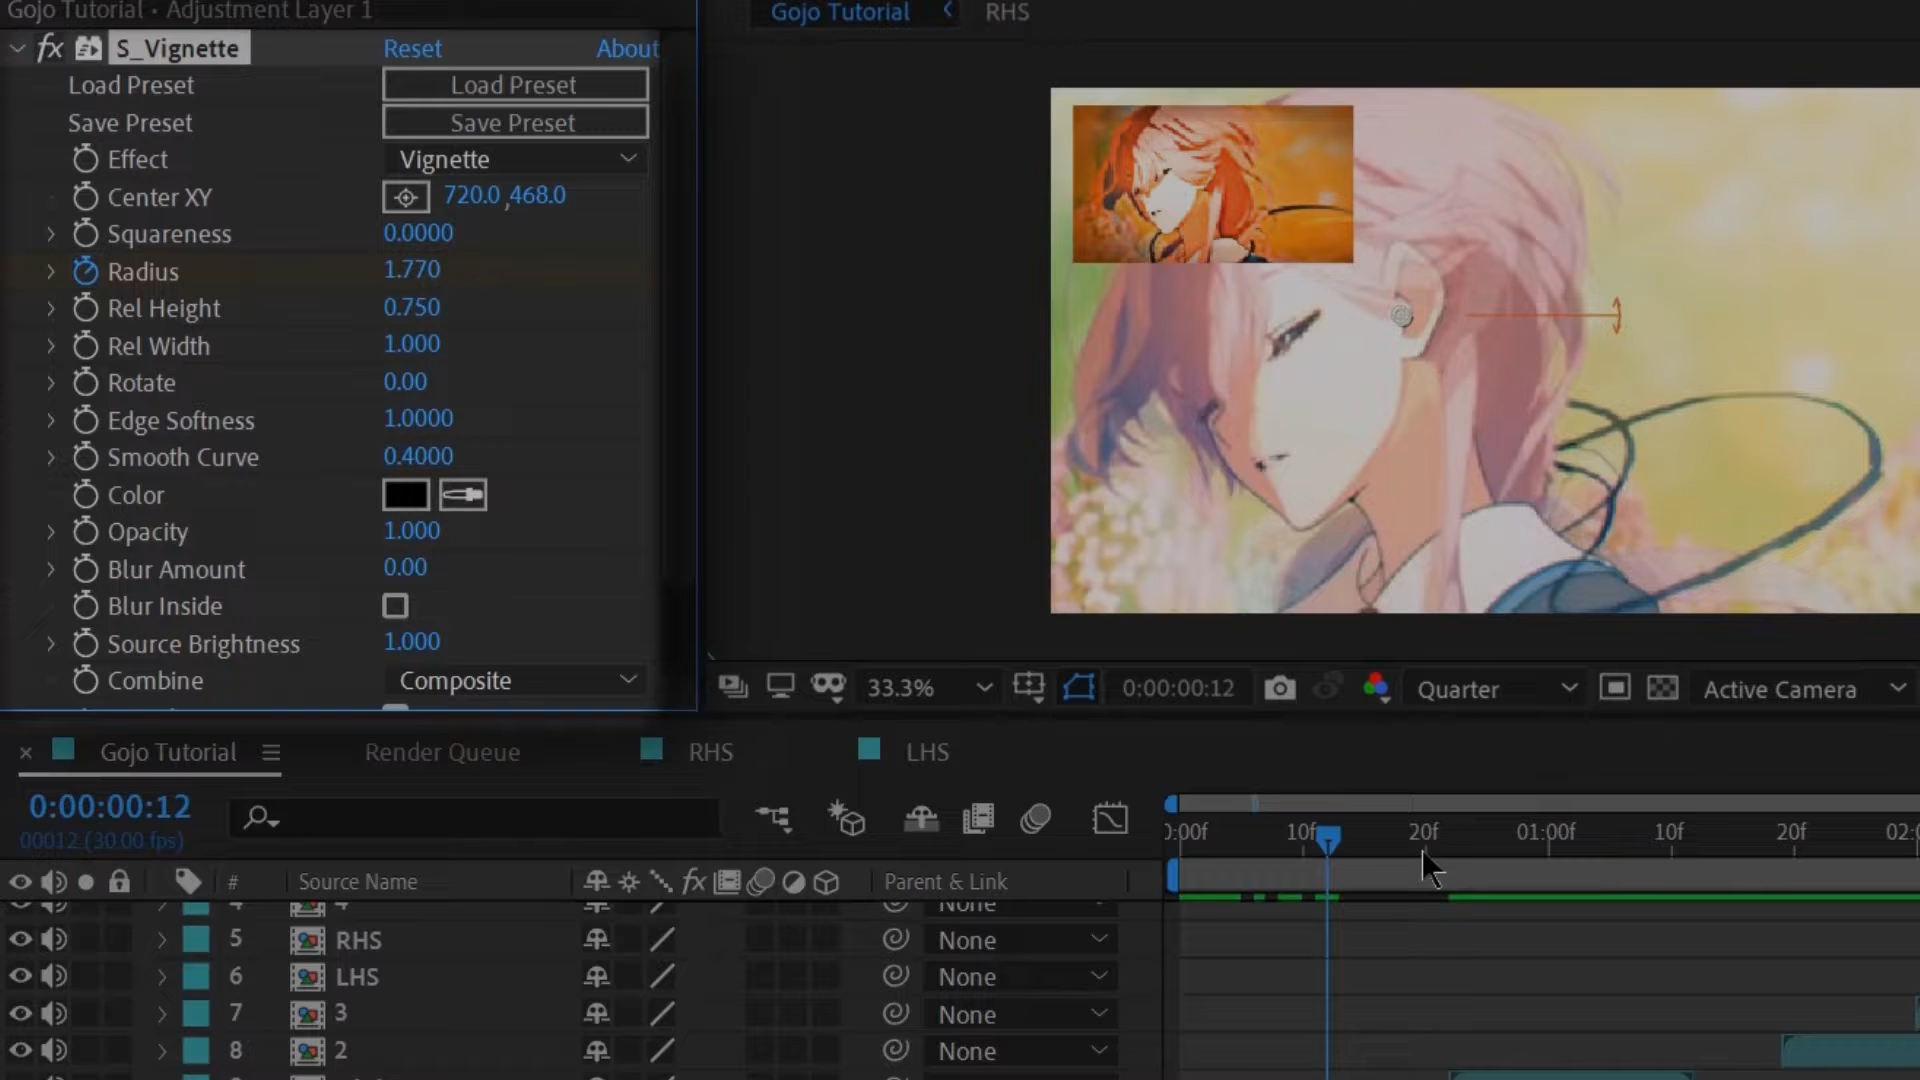 Gojo Tutorial • Adjustment Layer 1
fx S_Vignette Reset About
Load Preset Load Preset
Save Preset Save Preset
Effect Vignette
Center XY 720.0 ,468.0
Squareness 0.0000
Radius 1.770
Rel Height 0.750
Rel Width 1.000
Rotate 0.00
Edge Softness 1.0000
Smooth Curve 0.4000
Color
Opacity 1.000
Blur Amount 0.00
Blur Inside
Source Brightness 1.000
Combine Composite
Gojo Tutorial RHS
33.3% 0:00:00:12 Quarter Active Camera
Gojo Tutorial Render Queue RHS LHS
0:00:00:12
00012 (30.00 fps)
0:00f 10f 20f 01:00f 10f 20f 02:0
# Source Name fx Parent & Link
4 4 None
5 RHS None
6 LHS None
7 3 None
8 2 None